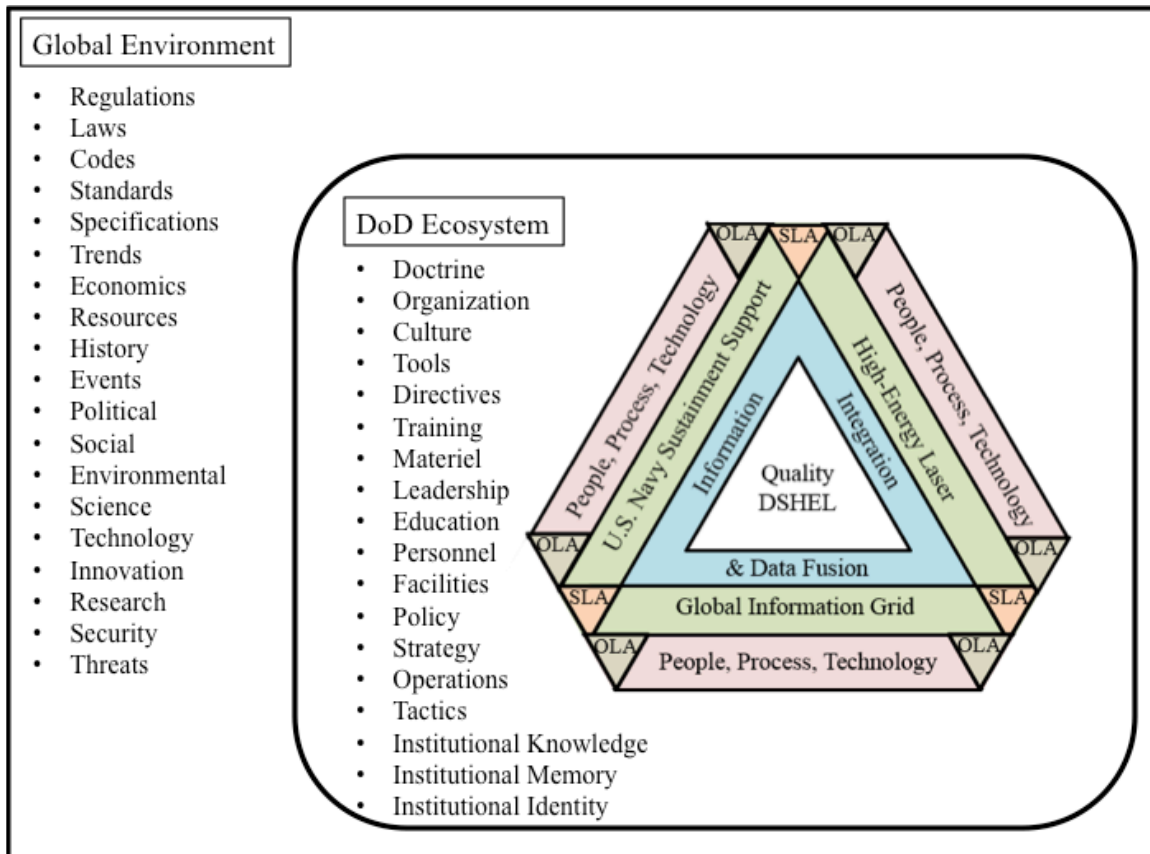 Global Environment
• Regulations
• Laws
• Codes
• Standards
• Specifications
• Trends
• Economics
• Resources
• History
• Events
• Political
• Social
• Environmental
• Science
• Technology
• Innovation
• Research
• Security
• Threats
DoD Ecosystem
• Doctrine
• Organization
• Culture
• Tools
• Directives
• Training
• Materiel
• Leadership
• Education
• Personnel
• Facilities
• Policy
• Strategy
• Operations
• Tactics
• Institutional Knowledge
• Institutional Memory
• Institutional Identity
OLA
SLA
OLA
People, Process, Technology
U.S. Navy Sustainment Support
Information
Integration
High-Energy Laser
People, Process, Technology
Quality
DSHEL
OLA
OLA
& Data Fusion
SLA
Global Information Grid
SLA
OLA
People, Process, Technology
OLA